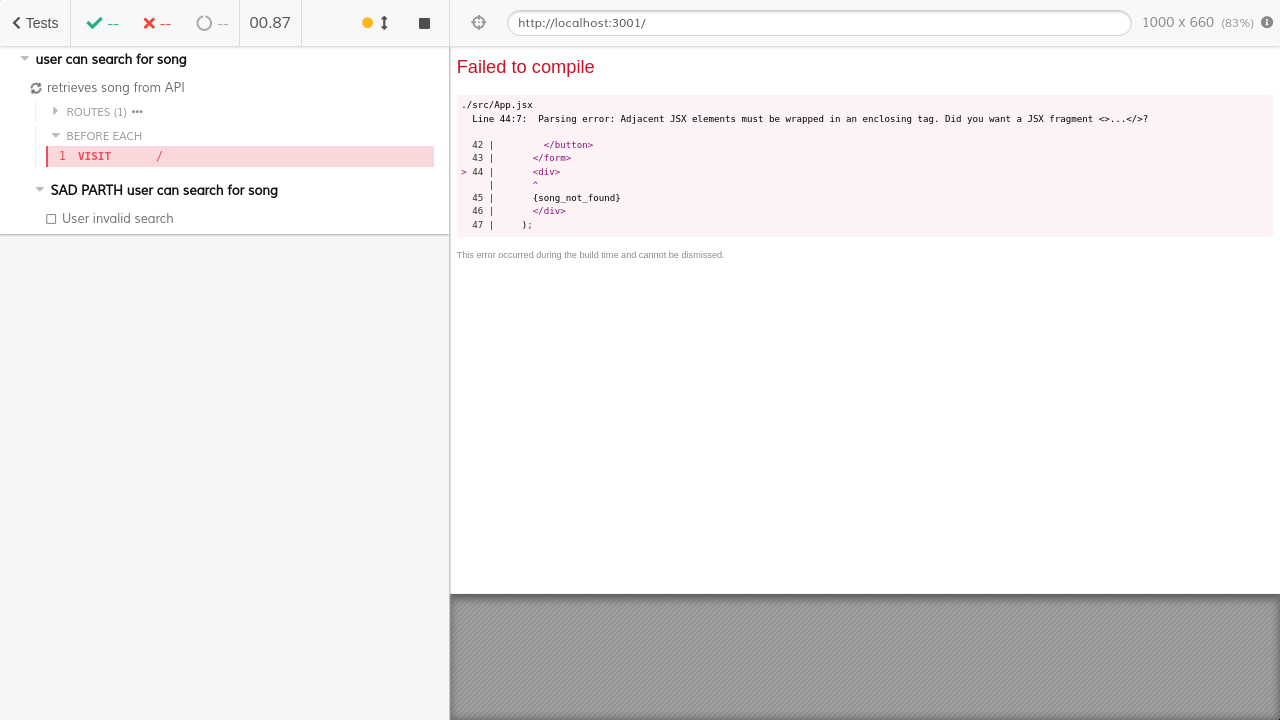 Tests
--
--
--
00.87
http://localhost:3001/
1000 x 660 (83%)
user can search for song
retrieves song from API
ROUTES (1)
BEFORE EACH
1 VISIT /
SAD PARTH user can search for song
User invalid search
Failed to compile
./src/App.jsx
Line 44:7:  Parsing error: Adjacent JSX elements must be wrapped in an enclosing tag. Did you want a JSX fragment <>...</>?
42 |         </button>
43 |       </form>
> 44 |       <div>
|       ^
45 |       {song_not_found}
46 |       </div>
47 |     );
This error occurred during the build time and cannot be dismissed.